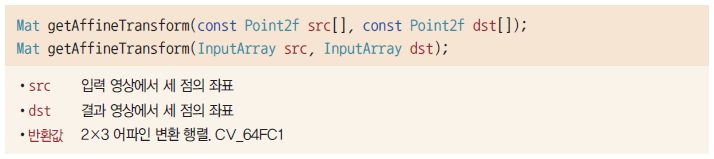 Mat getAffineTransform(const Point2f src[], const Point2f dst[]);
Mat getAffineTransform(InputArray src, InputArray dst);
• src 입력 영상에서 세 점의 좌표
• dst 결과 영상에서 세 점의 좌표
• 반환값 2×3 어파인 변환 행렬. CV_64FC1